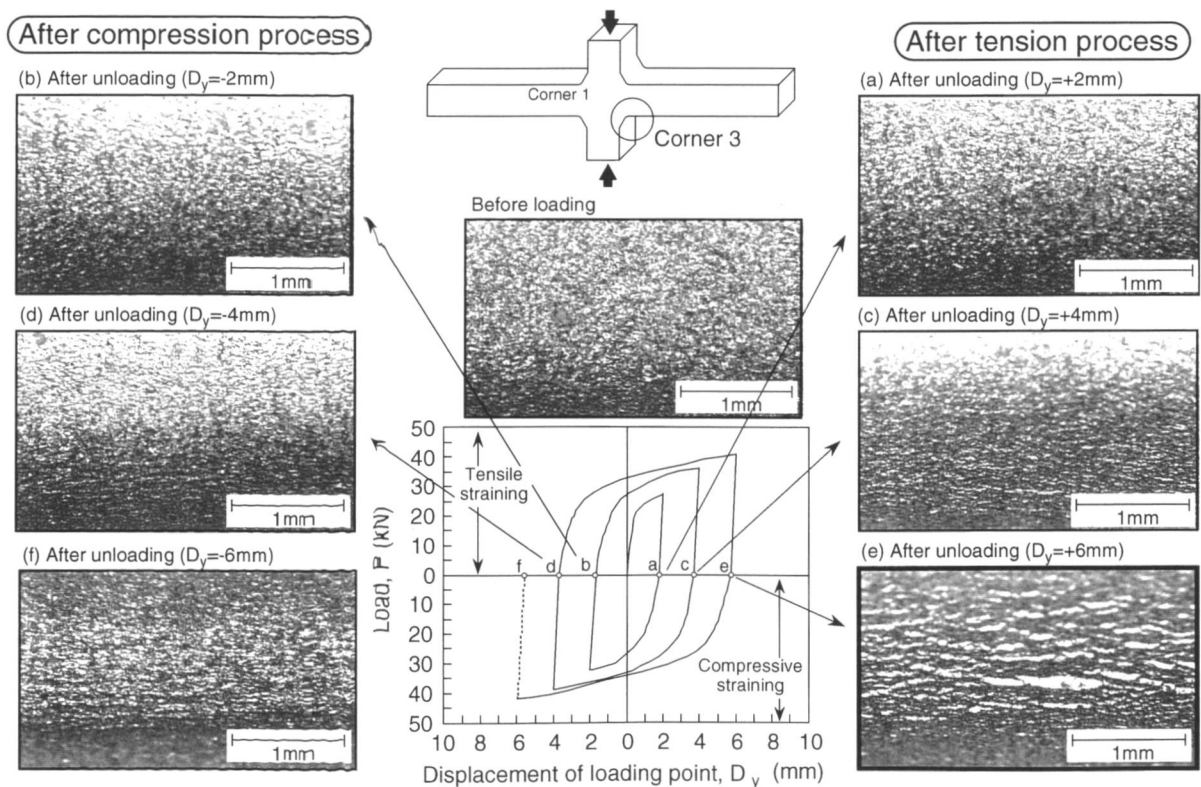 After compression process
After tension process
(b) After unloading (Dy=-2mm)
1mm
(d) After unloading (Dy=-4mm)
1mm
(f) After unloading (Dy=-6mm)
1mm
Corner 1
Corner 3
Before loading
1mm
(a) After unloading (Dy=+2mm)
1mm
(c) After unloading (Dy=+4mm)
1mm
(e) After unloading (Dy=+6mm)
1mm
50
40
30
20
10
0
10
20
30
40
50
Load, P (kN)
Tensile
straining
f d b a c e
Compressive
straining
10 8 6 4 2 0 2 4 6 8 10
Displacement of loading point, Dy (mm)